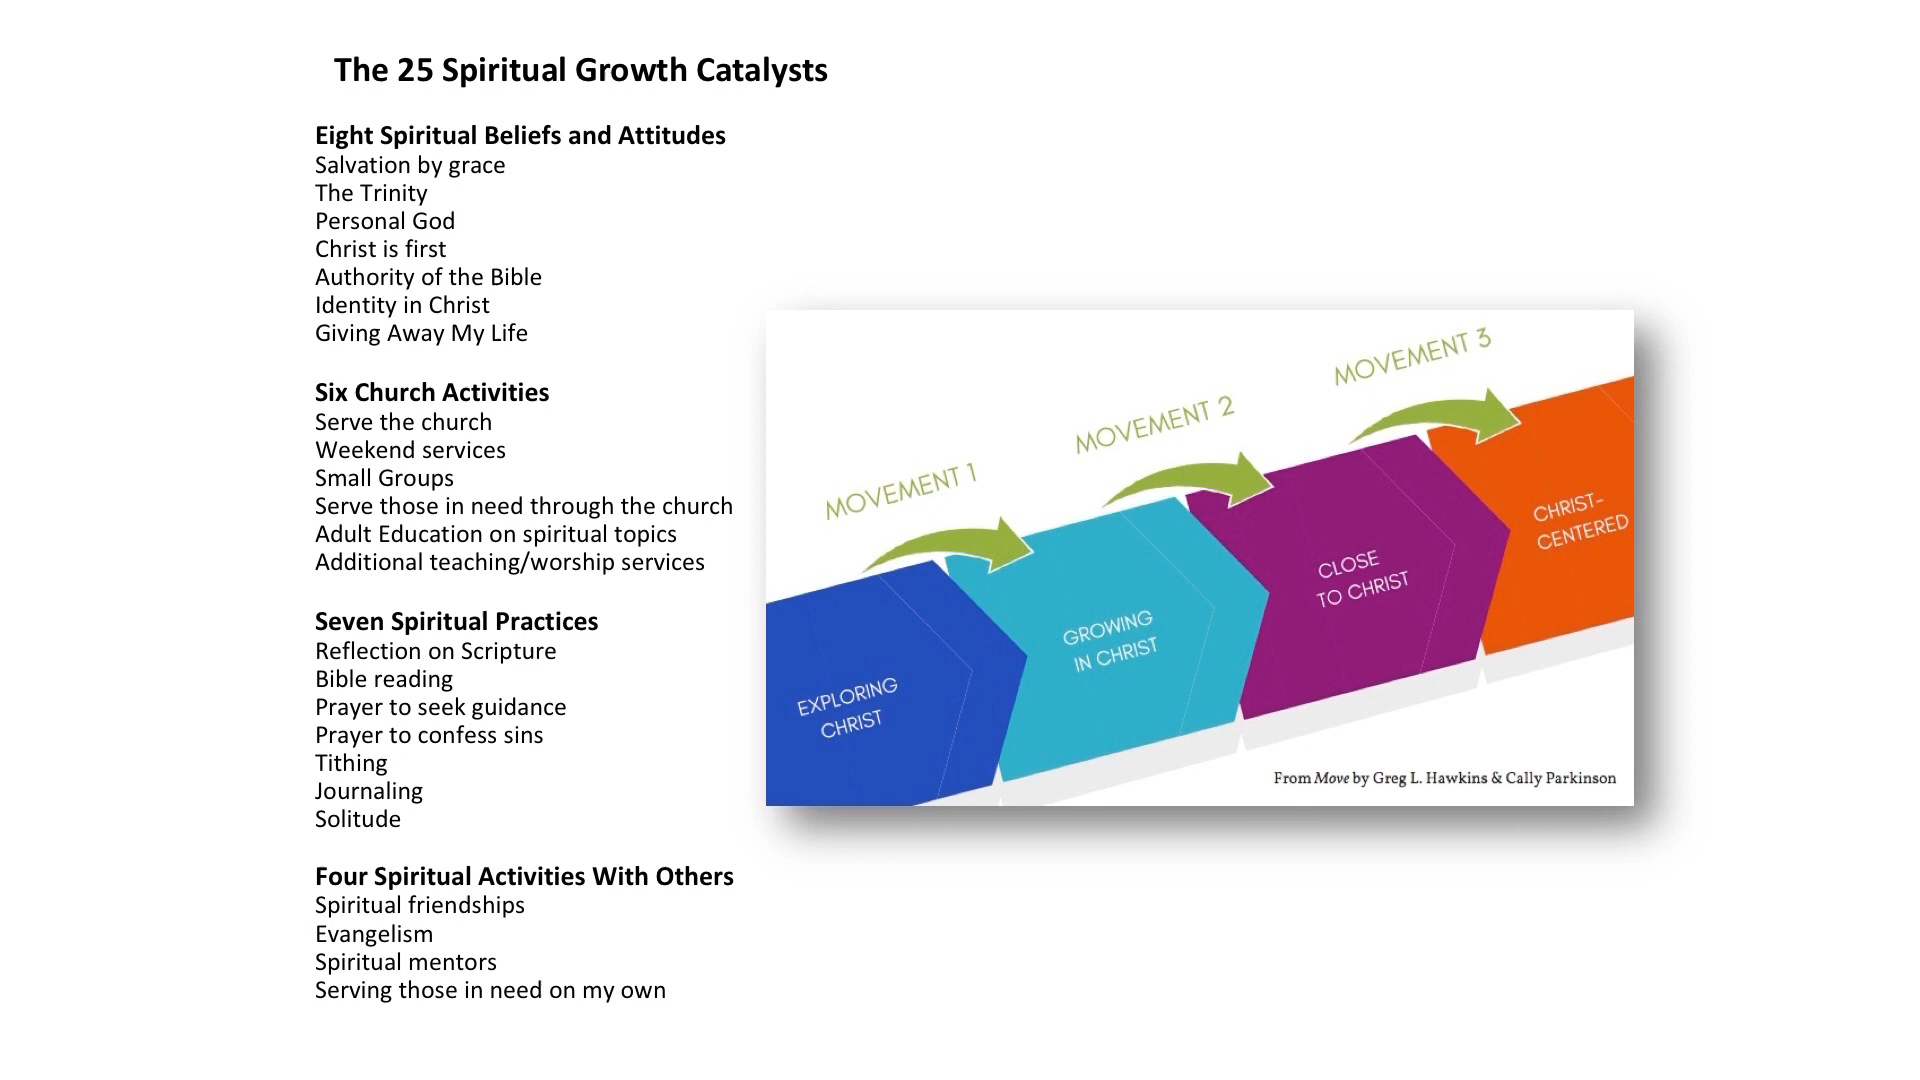 The 25 Spiritual Growth Catalysts
Eight Spiritual Beliefs and Attitudes
Salvation by grace
The Trinity
Personal God
Christ is first
Authority of the Bible
Identity in Christ
Giving Away My Life
Six Church Activities
Serve the church
Weekend services
Small Groups
Serve those in need through the church
Adult Education on spiritual topics
Additional teaching/worship services
Seven Spiritual Practices
Reflection on Scripture
Bible reading
Prayer to seek guidance
Prayer to confess sins
Tithing
Journaling
Solitude
Four Spiritual Activities With Others
Spiritual friendships
Evangelism
Spiritual mentors
Serving those in need on my own
MOVEMENT 1
MOVEMENT 2
MOVEMENT 3
EXPLORING
CHRIST
GROWING
IN CHRIST
CLOSE
TO CHRIST
CHRIST-
CENTERED
From Move by Greg L. Hawkins & Cally Parkinson